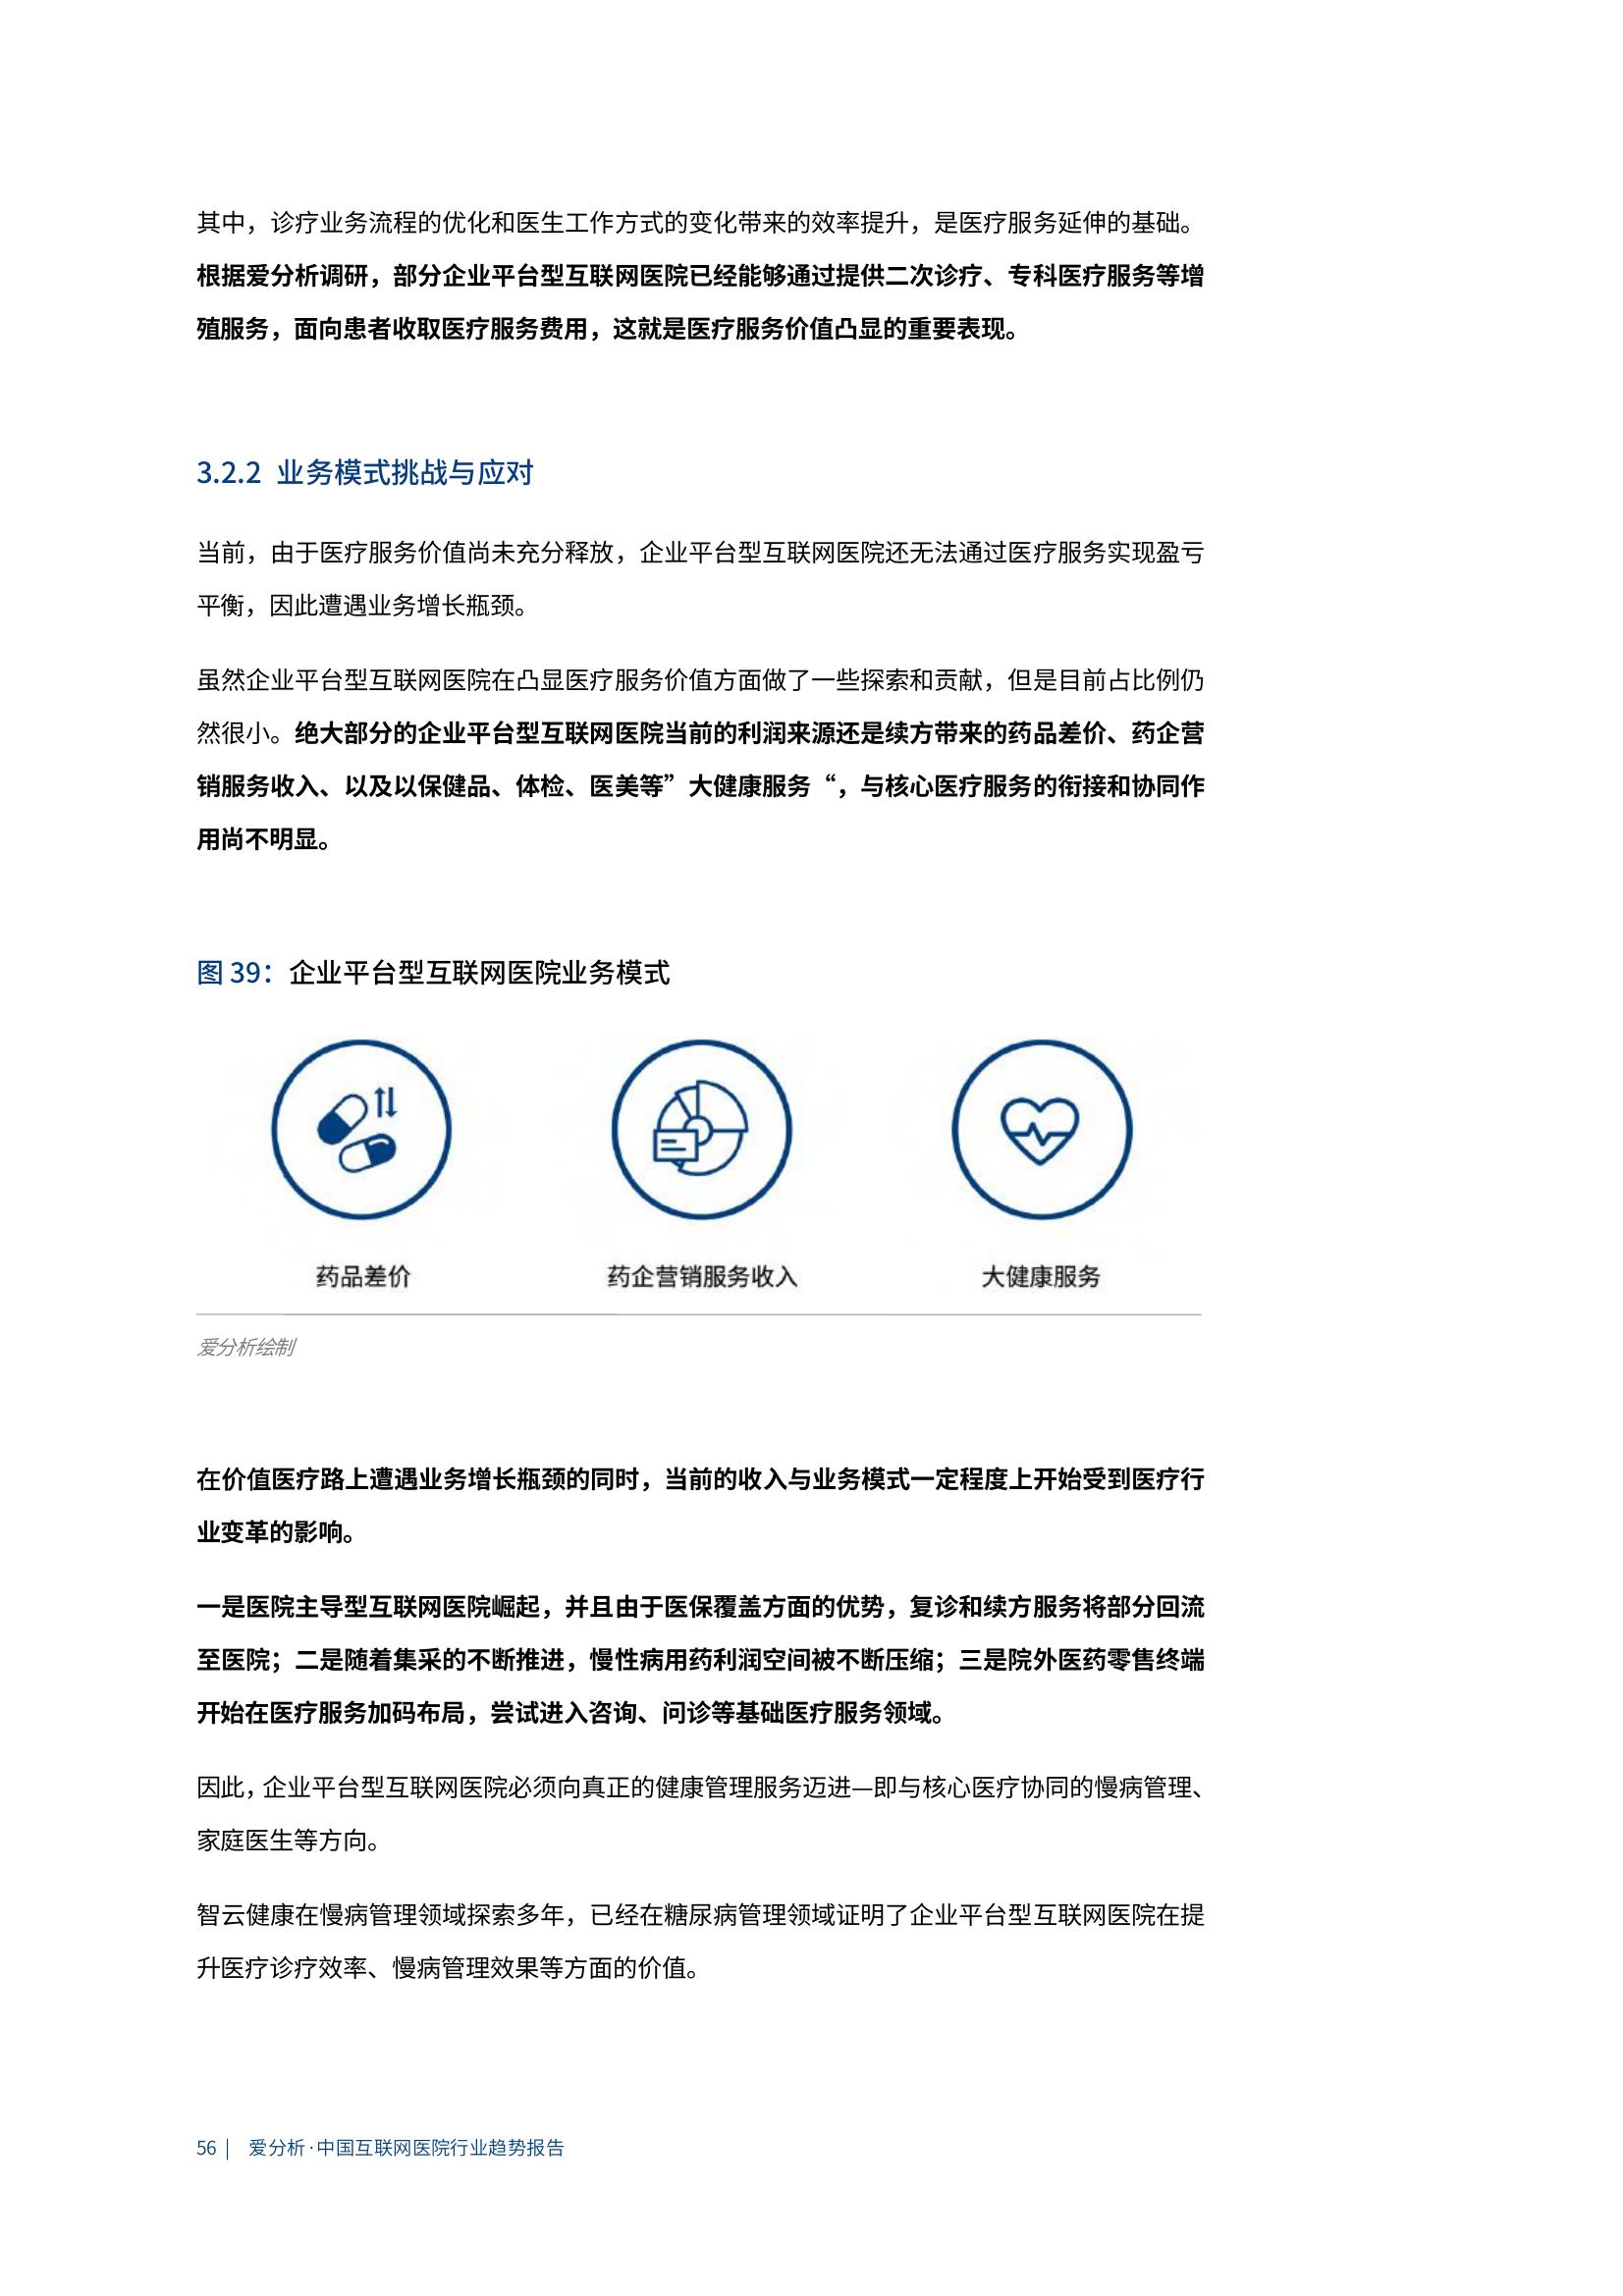 其中，诊疗业务流程的优化和医生工作方式的变化带来的效率提升，是医疗服务延伸的基础。
根据爱分析调研，部分企业平台型互联网医院已经能够通过提供二次诊疗、专科医疗服务等增
殖服务，面向患者收取医疗服务费用，这就是医疗服务价值凸显的重要表现。
3.2.2 业务模式挑战与应对
当前，由于医疗服务价值尚未充分释放，企业平台型互联网医院还无法通过医疗服务实现盈亏
平衡，因此遭遇业务增长瓶颈。
虽然企业平台型互联网医院在凸显医疗服务价值方面做了一些探索和贡献，但是目前占比例仍
然很小。绝大部分的企业平台型互联网医院当前的利润来源还是续方带来的药品差价、药企营
销服务收入、以及以保健品、体检、医美等”大健康服务“，与核心医疗服务的衔接和协同作
用尚不明显。
图 39：企业平台型互联网医院业务模式
药品差价 药企营销服务收入 大健康服务
爱分析绘制
在价值医疗路上遭遇业务增长瓶颈的同时，当前的收入与业务模式一定程度上开始受到医疗行
业变革的影响。
一是医院主导型互联网医院崛起，并且由于医保覆盖方面的优势，复诊和续方服务将部分回流
至医院；二是随着集采的不断推进，慢性病用药利润空间被不断压缩；三是院外医药零售终端
开始在医疗服务加码布局，尝试进入咨询、问诊等基础医疗服务领域。
因此，企业平台型互联网医院必须向真正的健康管理服务迈进—即与核心医疗协同的慢病管理、
家庭医生等方向。
智云健康在慢病管理领域探索多年，已经在糖尿病管理领域证明了企业平台型互联网医院在提
升医疗诊疗效率、慢病管理效果等方面的价值。
56 | 爱分析·中国互联网医院行业趋势报告